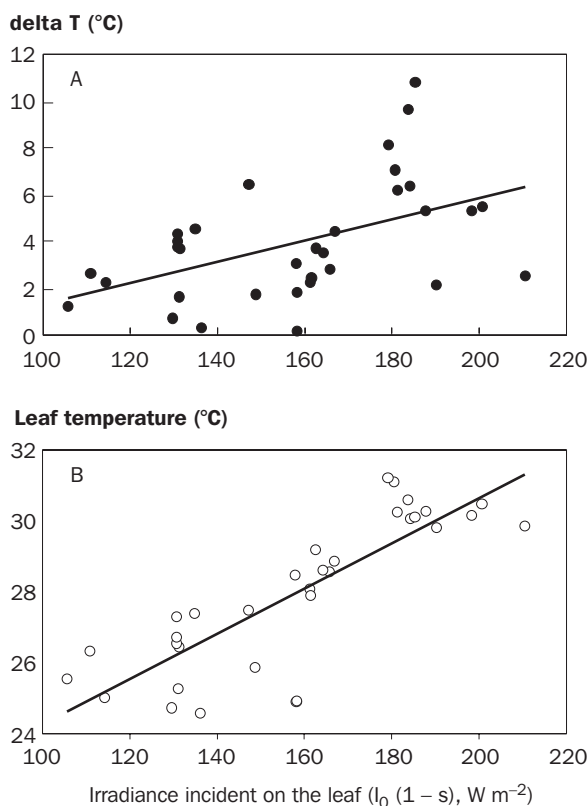 delta T (°C)
12
A
10
8
6
4
2
0
100 120 140 160 180 200 220
Leaf temperature (°C)
32
B
30
28
26
24
100 120 140 160 180 200 220
Irradiance incident on the leaf (I₀ (1 – s), W m⁻²)